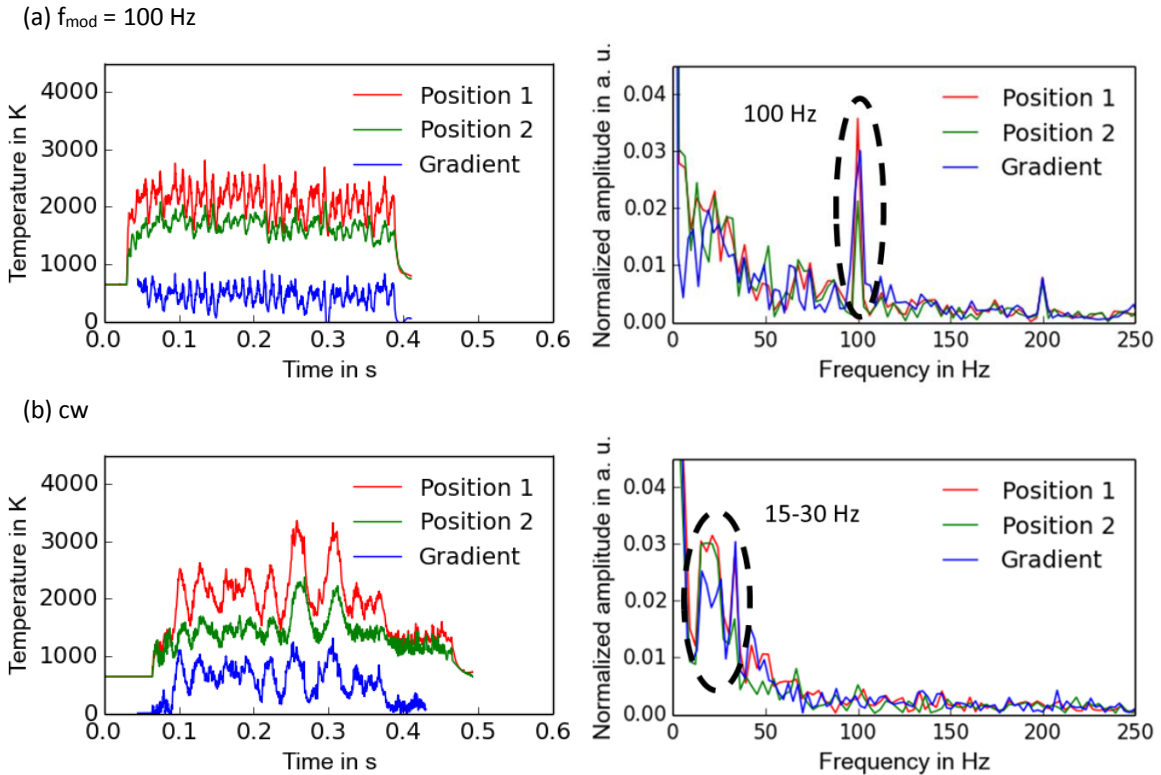 (a) fmod = 100 Hz
Temperature in K
4000
3000
2000
1000
0
0.0 0.1 0.2 0.3 0.4 0.5 0.6
Time in s
Position 1
Position 2
Gradient
Normalized amplitude in a. u.
0.04
0.03
0.02
0.01
0.00
0 50 100 150 200 250
Frequency in Hz
100 Hz
Position 1
Position 2
Gradient
(b) cw
Temperature in K
4000
3000
2000
1000
0
0.0 0.1 0.2 0.3 0.4 0.5 0.6
Time in s
Position 1
Position 2
Gradient
Normalized amplitude in a. u.
0.04
0.03
0.02
0.01
0.00
0 50 100 150 200 250
Frequency in Hz
15-30 Hz
Position 1
Position 2
Gradient